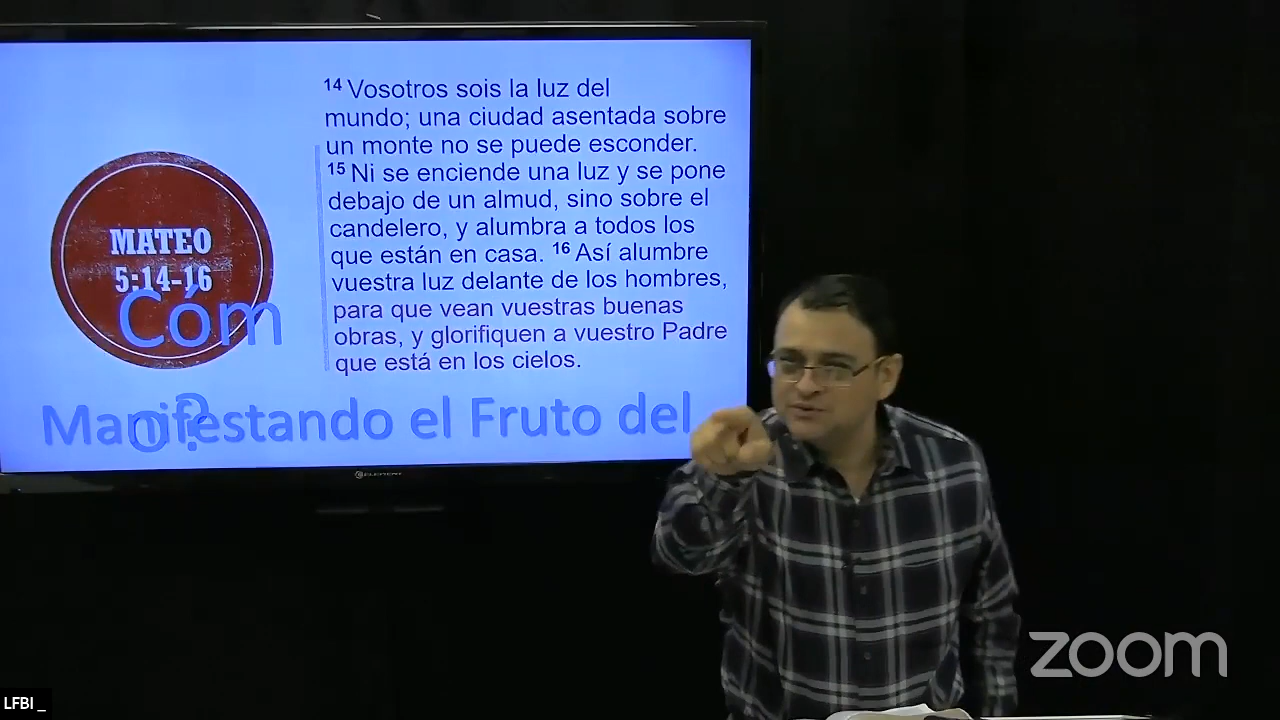 14 Vosotros sois la luz del
mundo; una ciudad asentada sobre
un monte no se puede esconder.
15 Ni se enciende una luz y se pone
debajo de un almud, sino sobre el
candelero, y alumbra a todos los
que están en casa. 16 Así alumbre
vuestra luz delante de los hombres,
para que vean vuestras buenas
obras, y glorifiquen a vuestro Padre
que está en los cielos.
MATEO
5:14-16
Cóm
o?
Manifestando el Fruto del
ELEMENT
zoom
LFBI _